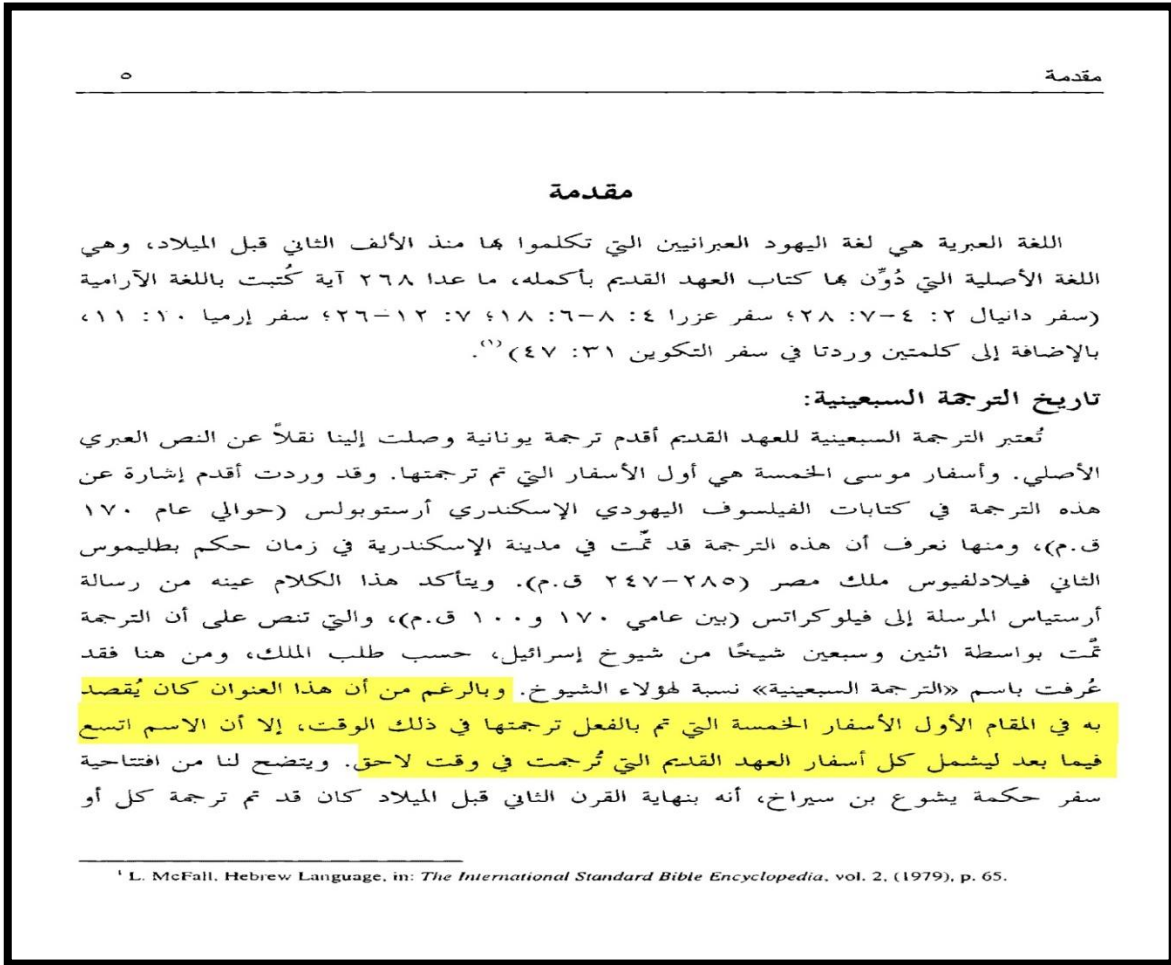 مقدمة ٥
مقدمة
اللغة العبرية هي لغة اليهود العبرانيين التي تكلموا بها منذ الألف الثاني قبل الميلاد، وهي
اللغة الأصلية التي دُوِّن بها كتاب العهد القديم بأكمله، ما عدا ٢٦٨ آية كُتبت باللغة الآرامية
(سفر دانيال ٢: ٤-٧: ٢٨؛ سفر عزرا ٤: ٨-٦: ١٨؛ ٧: ١٢-٢٦؛ سفر إرميا ١٠: ١١،
بالإضافة إلى كلمتين وردتا في سفر التكوين ٣١: ٤٧)(١).
تاريخ الترجمة السبعينية:
تُعتبر الترجمة السبعينية للعهد القديم أقدم ترجمة يونانية وصلت إلينا نقلاً عن النص العبري
الأصلي. وأسفار موسى الخمسة هي أول الأسفار التي تم ترجمتها. وقد وردت أقدم إشارة عن
هذه الترجمة في كتابات الفيلسوف اليهودي الإسكندري أرستوبولس (حوالي عام ١٧٠
ق.م)، ومنها نعرف أن هذه الترجمة قد تمَّت في مدينة الإسكندرية في زمان حكم بطليموس
الثاني فيلادلفيوس ملك مصر (٢٨٥-٢٤٧ ق.م). ويتأكد هذا الكلام عينه من رسالة
أرستياس المرسلة إلى فيلوكراتس (بين عامي ١٧٠ و١٠٠ ق.م)، والتي تنص على أن الترجمة
تمَّت بواسطة اثنين وسبعين شيخًا من شيوخ إسرائيل، حسب طلب الملك، ومن هنا فقد
عُرفت باسم «الترجمة السبعينية» نسبة لهؤلاء الشيوخ. وبالرغم من أن هذا العنوان كان يُقصد
به في المقام الأول الأسفار الخمسة التي تم بالفعل ترجمتها في ذلك الوقت، إلا أن الاسم اتسع
فيما بعد ليشمل كل أسفار العهد القديم التي تُرجمت في وقت لاحق. ويتضح لنا من افتتاحية
سفر حكمة يشوع بن سيراخ، أنه بنهاية القرن الثاني قبل الميلاد كان قد تم ترجمة كل أو
¹ L. McFall, Hebrew Language, in: The International Standard Bible Encyclopedia, vol. 2, (1979), p. 65.